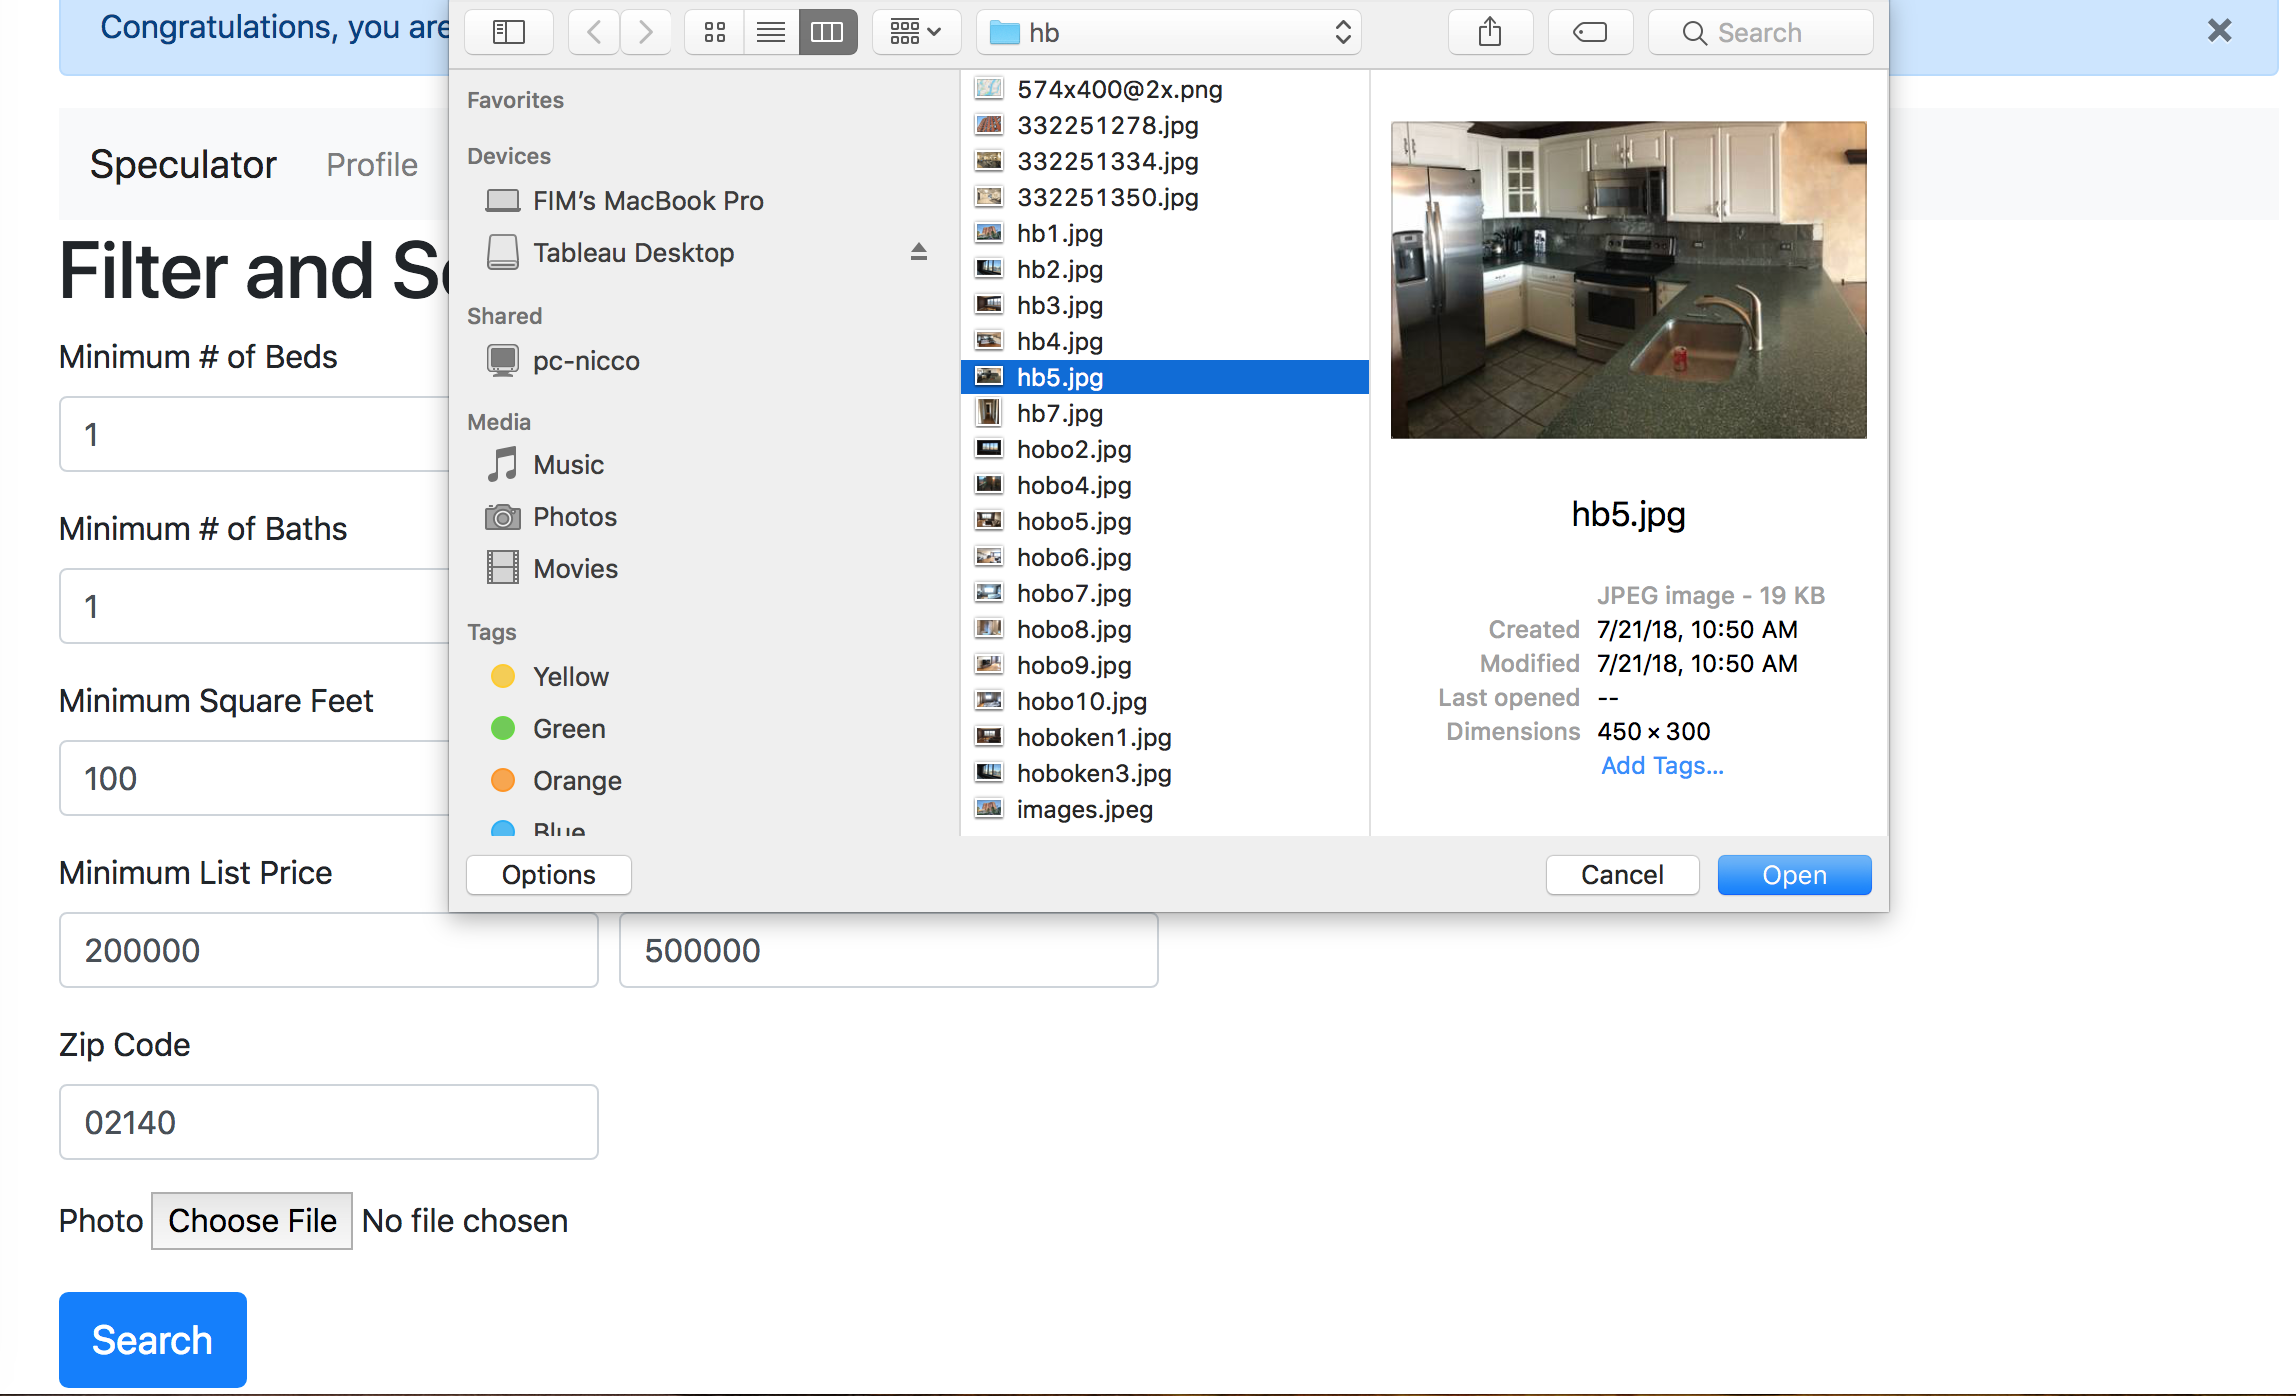 Congratulations, you are
hb
Search
Speculator
Profile
Filter and S
Minimum # of Beds
1
Minimum # of Baths
1
Minimum Square Feet
100
Minimum List Price
200000
500000
Zip Code
02140
Photo
Choose File
No file chosen
Search
Favorites
Devices
FIM’s MacBook Pro
Tableau Desktop
Shared
pc-nicco
Media
Music
Photos
Movies
Tags
Yellow
Green
Orange
Blue
574x400@2x.png
332251278.jpg
332251334.jpg
332251350.jpg
hb1.jpg
hb2.jpg
hb3.jpg
hb4.jpg
hb5.jpg
hb7.jpg
hobo2.jpg
hobo4.jpg
hobo5.jpg
hobo6.jpg
hobo7.jpg
hobo8.jpg
hobo9.jpg
hobo10.jpg
hoboken1.jpg
hoboken3.jpg
images.jpeg
hb5.jpg
JPEG image - 19 KB
Created 7/21/18, 10:50 AM
Modified 7/21/18, 10:50 AM
Last opened --
Dimensions 450 × 300
Add Tags...
Options
Cancel
Open